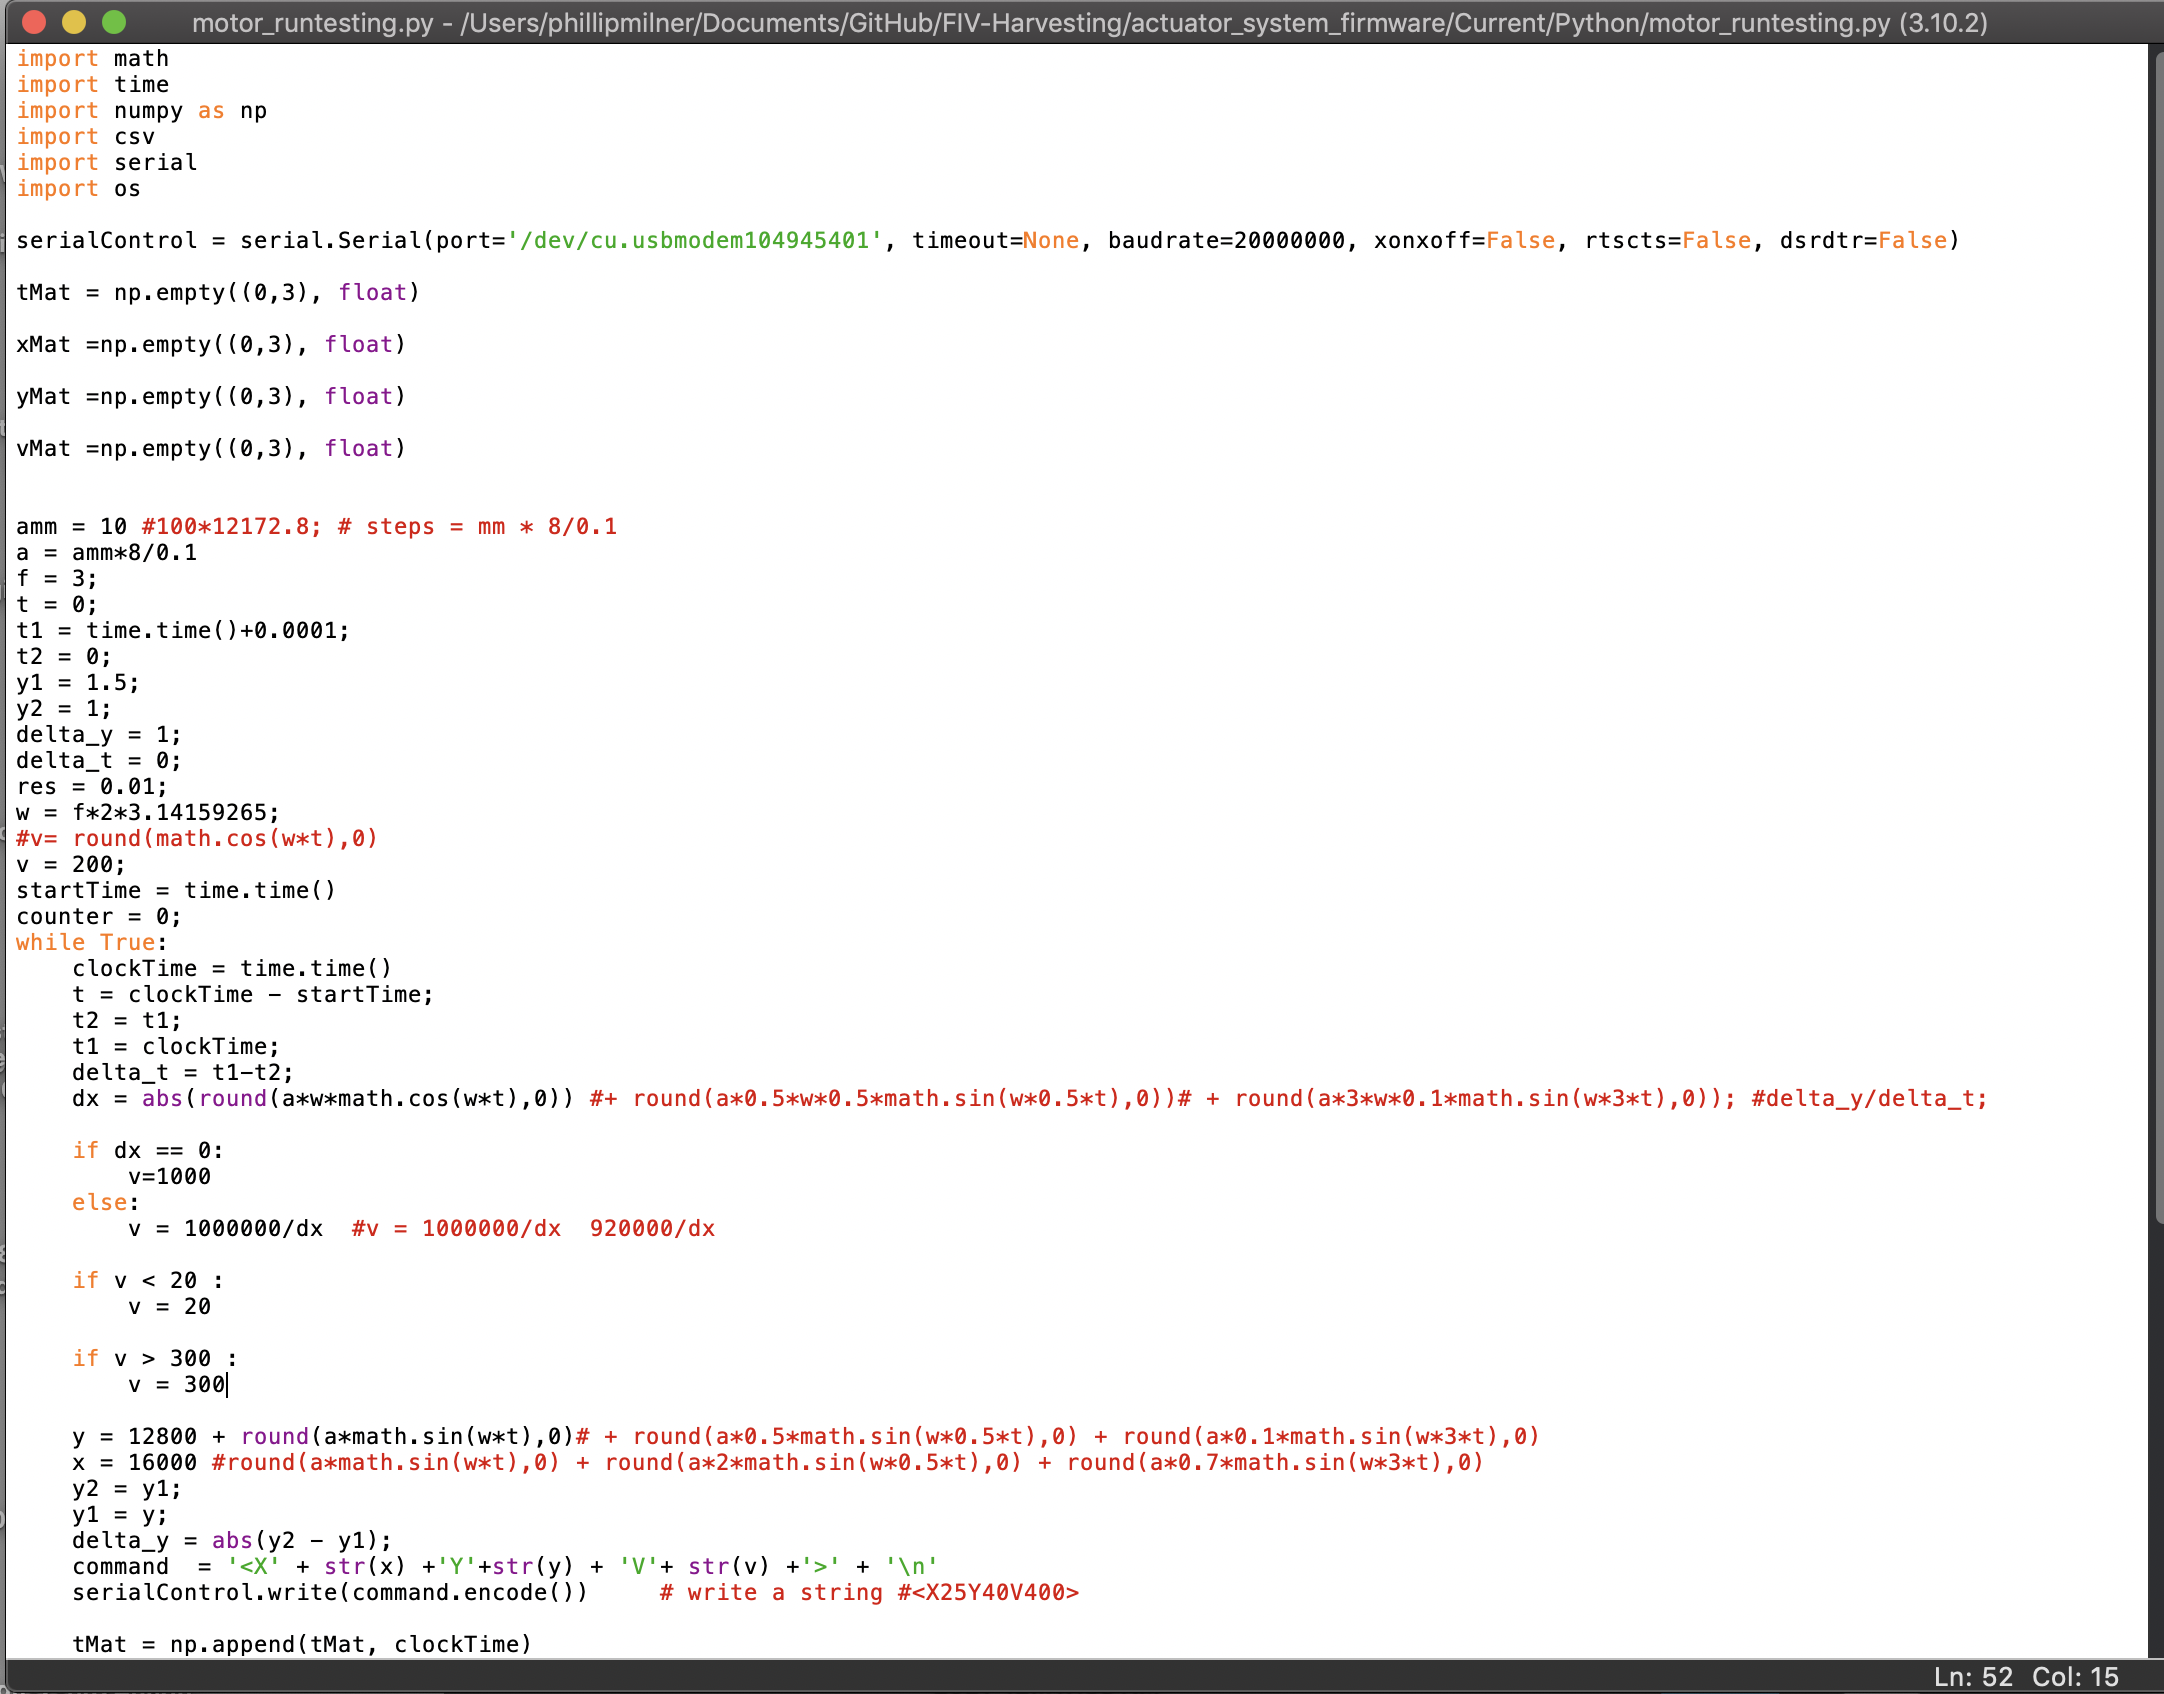 motor_runtesting.py - /Users/phillipmilner/Documents/GitHub/FIV-Harvesting/actuator_system_firmware/Current/Python/motor_runtesting.py (3.10.2)
import math
import time
import numpy as np
import csv
import serial
import os
serialControl = serial.Serial(port='/dev/cu.usbmodem104945401', timeout=None, baudrate=20000000, xonxoff=False, rtscts=False, dsrdtr=False)
tMat = np.empty((0,3), float)
xMat =np.empty((0,3), float)
yMat =np.empty((0,3), float)
vMat =np.empty((0,3), float)
amm = 10 #100*12172.8; # steps = mm * 8/0.1
a = amm*8/0.1
f = 3;
t = 0;
t1 = time.time()+0.0001;
t2 = 0;
y1 = 1.5;
y2 = 1;
delta_y = 1;
delta_t = 0;
res = 0.01;
w = f*2*3.14159265;
#v= round(math.cos(w*t),0)
v = 200;
startTime = time.time()
counter = 0;
while True:
    clockTime = time.time()
    t = clockTime - startTime;
    t2 = t1;
    t1 = clockTime;
    delta_t = t1-t2;
    dx = abs(round(a*w*math.cos(w*t),0)) #+ round(a*0.5*w*0.5*math.sin(w*0.5*t),0))# + round(a*3*w*0.1*math.sin(w*3*t),0)); #delta_y/delta_t;
    if dx == 0:
        v=1000
    else:
        v = 1000000/dx  #v = 1000000/dx  920000/dx
    if v < 20 :
        v = 20
    if v > 300 :
        v = 300
    y = 12800 + round(a*math.sin(w*t),0)# + round(a*0.5*math.sin(w*0.5*t),0) + round(a*0.1*math.sin(w*3*t),0)
    x = 16000 #round(a*math.sin(w*t),0) + round(a*2*math.sin(w*0.5*t),0) + round(a*0.7*math.sin(w*3*t),0)
    y2 = y1;
    y1 = y;
    delta_y = abs(y2 - y1);
    command  = '<X' + str(x) +'Y'+str(y) + 'V'+ str(v) +'>' + '\n'
    serialControl.write(command.encode())     # write a string #<X25Y40V400>
    tMat = np.append(tMat, clockTime)
Ln: 52  Col: 15